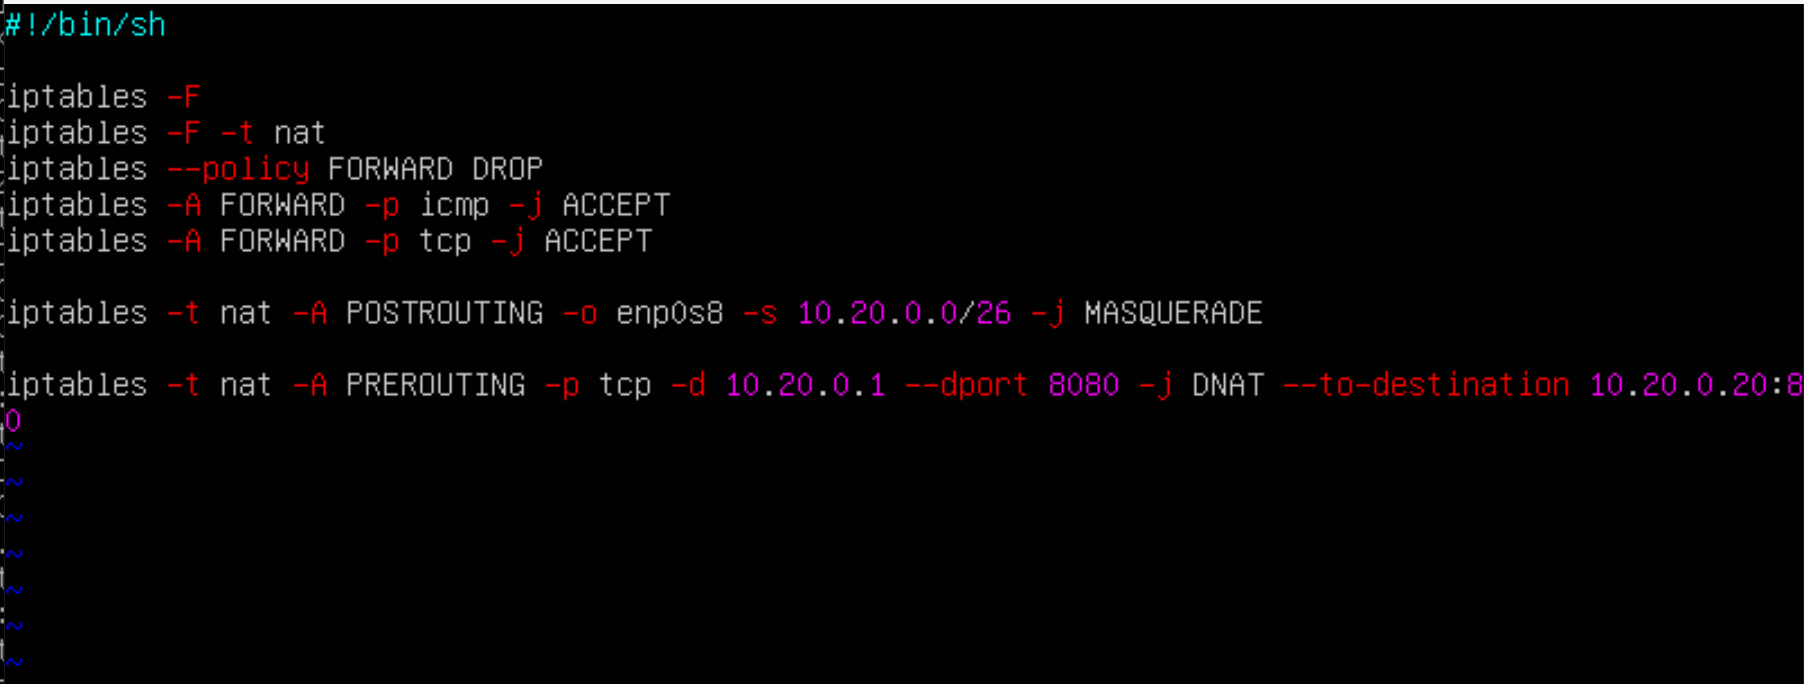 #!/bin/sh
iptables -F
iptables -F -t nat
iptables --policy FORWARD DROP
iptables -A FORWARD -p icmp -j ACCEPT
iptables -A FORWARD -p tcp -j ACCEPT
iptables -t nat -A POSTROUTING -o enp0s8 -s 10.20.0.0/26 -j MASQUERADE
iptables -t nat -A PREROUTING -p tcp -d 10.20.0.1 --dport 8080 -j DNAT --to-destination 10.20.0.20:8
0
~
~
~
~
~
~
~